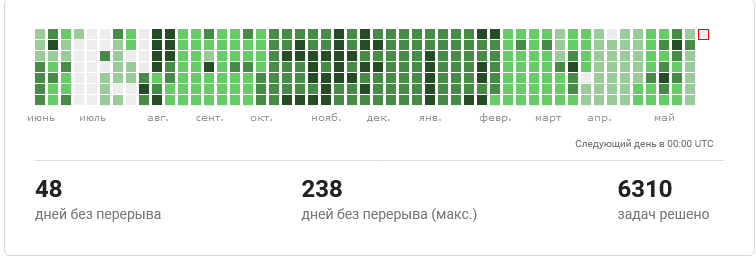 июнь июль авг. сент. окт. нояб. дек. янв. февр. март апр. май
Следующий день в 00:00 UTC
48 238 6310
дней без перерыва дней без перерыва (макс.) задач решено